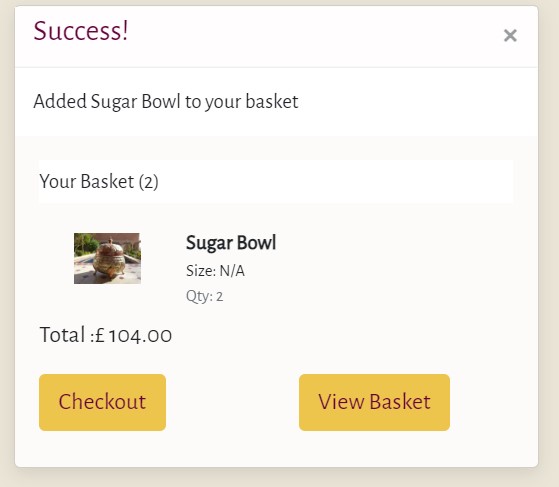 Success!
×
Added Sugar Bowl to your basket
Your Basket (2)
Sugar Bowl
Size: N/A
Qty: 2
Total :£ 104.00
Checkout
View Basket